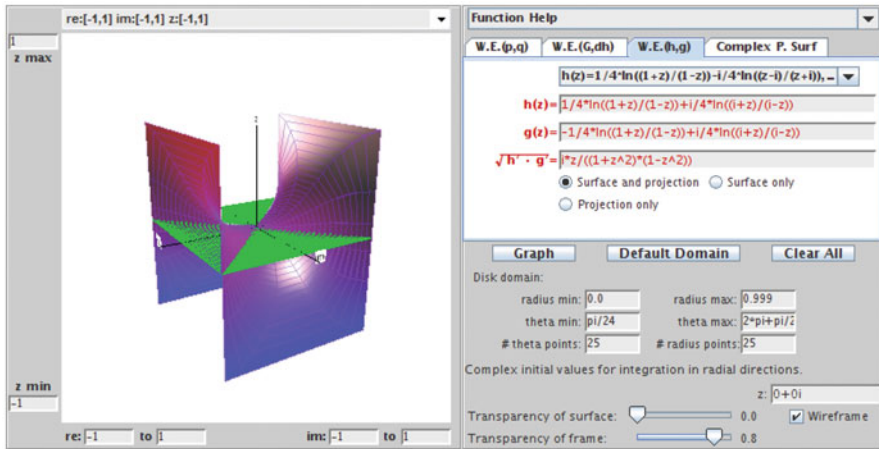 re:[-1,1] im:[-1,1] z:[-1,1]
1
z max
z
z min
-1
re: -1 to 1 im: -1 to 1
Function Help
W.E.(p,q) W.E.(G,dh) W.E.(h,g) Complex P. Surf
h(z)=1/4*ln((1+z)/(1-z))-i/4*ln((z-i)/(z+i)), ...
h(z)= 1/4*ln((1+z)/(1-z))+i/4*ln((i+z)/(i-z))
g(z)= -1/4*ln((1+z)/(1-z))+i/4*ln((i+z)/(i-z))
√h' · g'= i*z/((1+z^2)*(1-z^2))
Surface and projection Surface only
Projection only
Graph Default Domain Clear All
Disk domain:
radius min: 0.0 radius max: 0.999
theta min: pi/24 theta max: 2*pi+pi/2
# theta points: 25 # radius points: 25
Complex initial values for integration in radial directions.
z: 0+0i
Transparency of surface: 0.0 Wireframe
Transparency of frame: 0.8